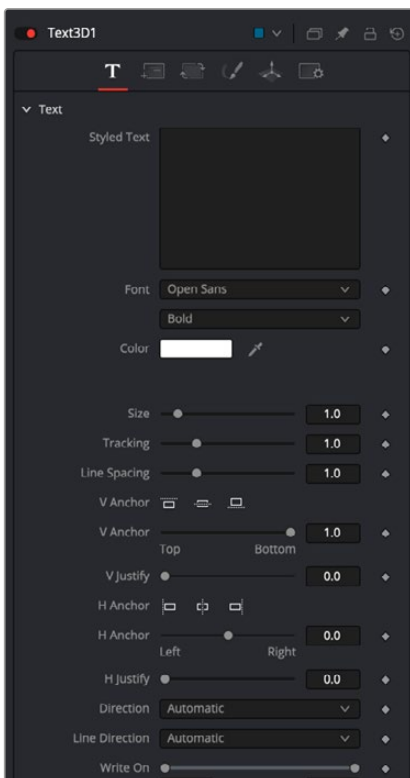 Text3D1
T
Text
Styled Text
Font Open Sans
Bold
Color
Size 1.0
Tracking 1.0
Line Spacing 1.0
V Anchor
V Anchor 1.0
Top Bottom
V Justify 0.0
H Anchor
H Anchor 0.0
Left Right
H Justify 0.0
Direction Automatic
Line Direction Automatic
Write On